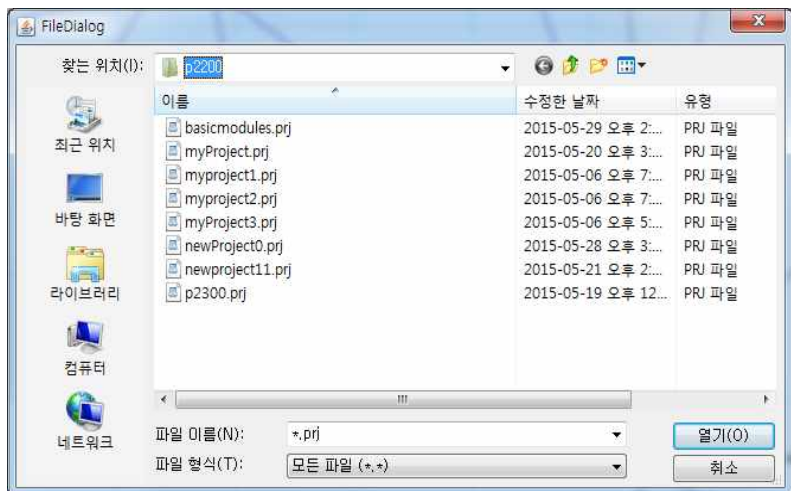 FileDialog
찾는 위치(I):
p2200
최근 위치
바탕 화면
라이브러리
컴퓨터
네트워크
이름 수정한 날짜 유형
basicmodules.prj 2015-05-29 오후 2:... PRJ 파일
myProject.prj 2015-05-20 오후 3:... PRJ 파일
myproject1.prj 2015-05-06 오후 7:... PRJ 파일
myproject2.prj 2015-05-06 오후 7:... PRJ 파일
myProject3.prj 2015-05-06 오후 5:... PRJ 파일
newProject0.prj 2015-05-28 오후 3:... PRJ 파일
newproject11.prj 2015-05-21 오후 2:... PRJ 파일
p2300.prj 2015-05-19 오후 12... PRJ 파일
파일 이름(N): *.prj 열기(O)
파일 형식(T): 모든 파일 (*.*) 취소